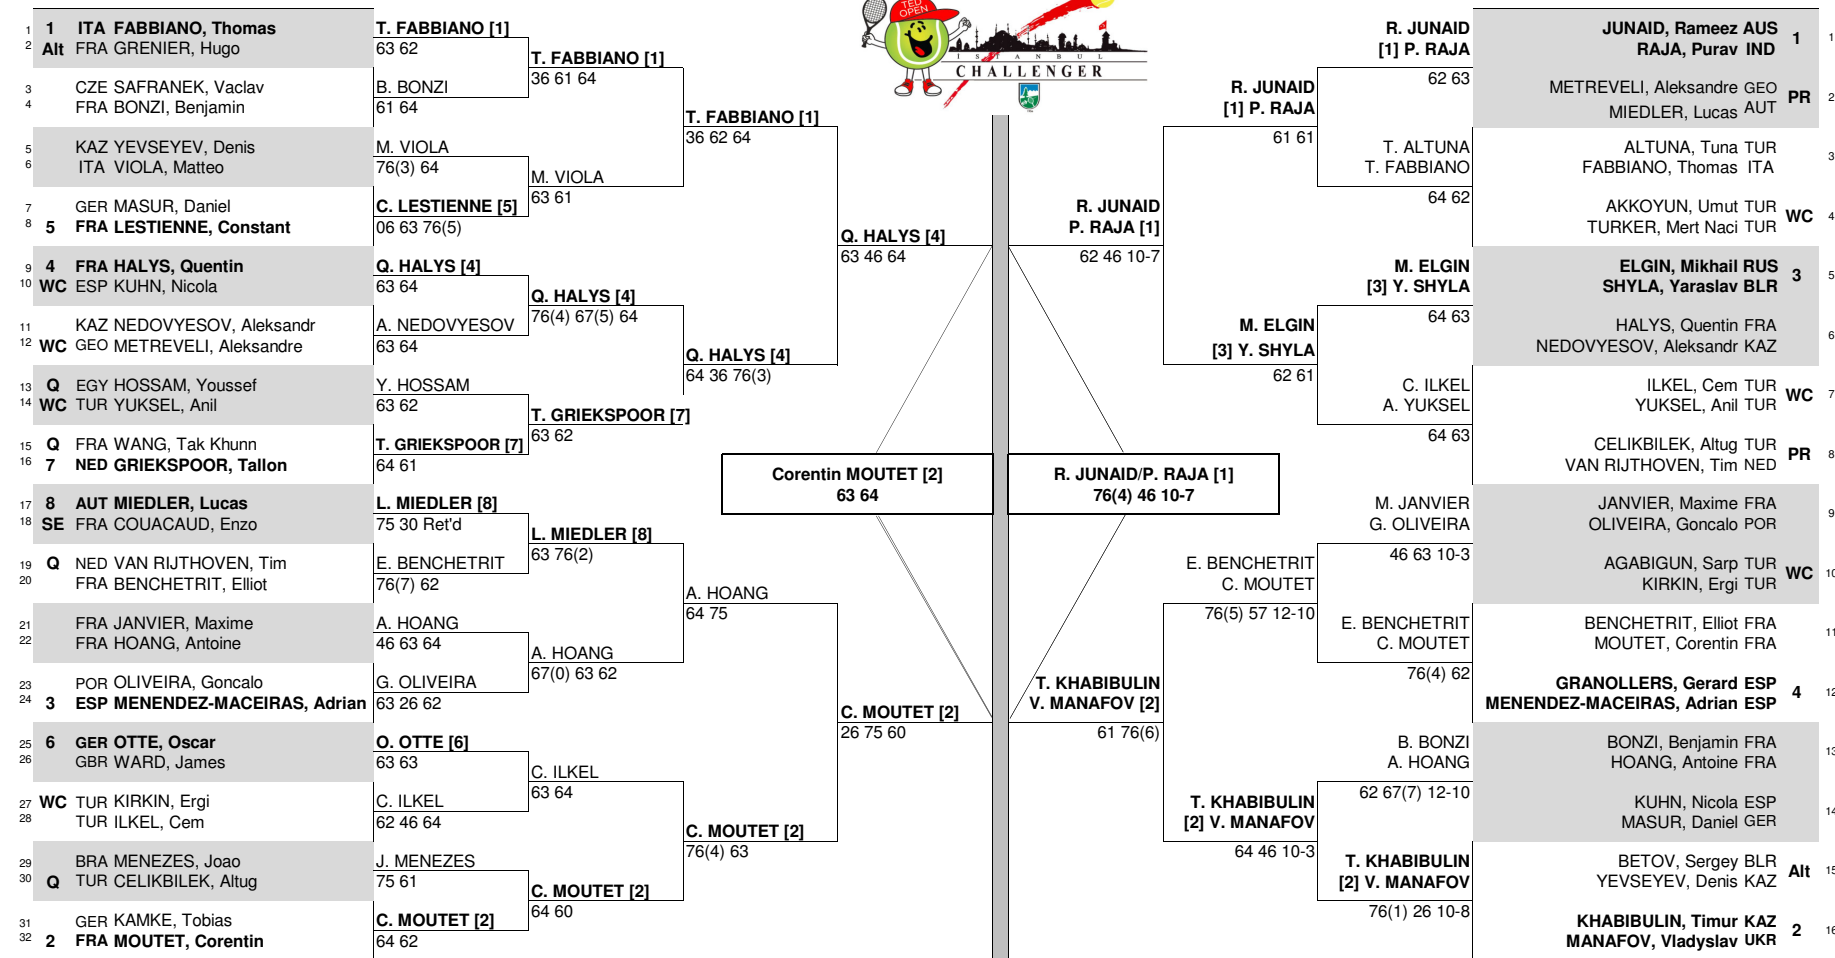 TED
OPEN
ISTANBUL
CHALLENGER
1 1 ITA FABBIANO, Thomas
2 Alt FRA GRENIER, Hugo
3 CZE SAFRANEK, Vaclav
4 FRA BONZI, Benjamin
5 KAZ YEVSEYEV, Denis
6 ITA VIOLA, Matteo
7 GER MASUR, Daniel
8 5 FRA LESTIENNE, Constant
9 4 FRA HALYS, Quentin
10 WC ESP KUHN, Nicola
11 KAZ NEDOVYESOV, Aleksandr
12 WC GEO METREVELI, Aleksandre
13 Q EGY HOSSAM, Youssef
14 WC TUR YUKSEL, Anil
15 Q FRA WANG, Tak Khunn
16 7 NED GRIEKSPOOR, Tallon
17 8 AUT MIEDLER, Lucas
18 SE FRA COUACAUD, Enzo
19 Q NED VAN RIJTHOVEN, Tim
20 FRA BENCHETRIT, Elliot
21 FRA JANVIER, Maxime
22 FRA HOANG, Antoine
23 POR OLIVEIRA, Goncalo
24 3 ESP MENENDEZ-MACEIRAS, Adrian
25 6 GER OTTE, Oscar
26 GBR WARD, James
27 WC TUR KIRKIN, Ergi
28 TUR ILKEL, Cem
29 BRA MENEZES, Joao
30 Q TUR CELIKBILEK, Altug
31 GER KAMKE, Tobias
32 2 FRA MOUTET, Corentin
T. FABBIANO [1]
63 62
B. BONZI
61 64
M. VIOLA
76(3) 64
C. LESTIENNE [5]
06 63 76(5)
Q. HALYS [4]
63 64
A. NEDOVYESOV
63 64
Y. HOSSAM
63 62
T. GRIEKSPOOR [7]
64 61
L. MIEDLER [8]
75 30 Ret'd
E. BENCHETRIT
76(7) 62
A. HOANG
46 63 64
G. OLIVEIRA
63 26 62
O. OTTE [6]
63 63
C. ILKEL
62 46 64
J. MENEZES
75 61
C. MOUTET [2]
64 62
T. FABBIANO [1]
36 61 64
M. VIOLA
63 61
Q. HALYS [4]
76(4) 67(5) 64
T. GRIEKSPOOR [7]
63 62
L. MIEDLER [8]
63 76(2)
A. HOANG
67(0) 63 62
C. ILKEL
63 64
C. MOUTET [2]
64 60
T. FABBIANO [1]
36 62 64
Q. HALYS [4]
64 36 76(3)
A. HOANG
64 75
C. MOUTET [2]
76(4) 63
Q. HALYS [4]
63 46 64
C. MOUTET [2]
26 75 60
Corentin MOUTET [2]
63 64
R. JUNAID/P. RAJA [1]
76(4) 46 10-7
R. JUNAID
P. RAJA [1]
62 46 10-7
T. KHABIBULIN
V. MANAFOV [2]
61 76(6)
R. JUNAID
[1] P. RAJA
61 61
M. ELGIN
[3] Y. SHYLA
62 61
E. BENCHETRIT
C. MOUTET
76(5) 57 12-10
T. KHABIBULIN
[2] V. MANAFOV
64 46 10-3
R. JUNAID
[1] P. RAJA
62 63
T. ALTUNA
T. FABBIANO
64 62
M. ELGIN
[3] Y. SHYLA
64 63
C. ILKEL
A. YUKSEL
64 63
M. JANVIER
G. OLIVEIRA
46 63 10-3
E. BENCHETRIT
C. MOUTET
76(4) 62
B. BONZI
A. HOANG
62 67(7) 12-10
T. KHABIBULIN
[2] V. MANAFOV
76(1) 26 10-8
JUNAID, Rameez AUS
RAJA, Purav IND 1 1
METREVELI, Aleksandre GEO
MIEDLER, Lucas AUT PR 2
ALTUNA, Tuna TUR
FABBIANO, Thomas ITA 3
AKKOYUN, Umut TUR
TURKER, Mert Naci TUR WC 4
ELGIN, Mikhail RUS
SHYLA, Yaraslav BLR 3 5
HALYS, Quentin FRA
NEDOVYESOV, Aleksandr KAZ 6
ILKEL, Cem TUR
YUKSEL, Anil TUR WC 7
CELIKBILEK, Altug TUR
VAN RIJTHOVEN, Tim NED PR 8
JANVIER, Maxime FRA
OLIVEIRA, Goncalo POR 9
AGABIGUN, Sarp TUR
KIRKIN, Ergi TUR WC 10
BENCHETRIT, Elliot FRA
MOUTET, Corentin FRA 11
GRANOLLERS, Gerard ESP
MENENDEZ-MACEIRAS, Adrian ESP 4 12
BONZI, Benjamin FRA
HOANG, Antoine FRA 13
KUHN, Nicola ESP
MASUR, Daniel GER 14
BETOV, Sergey BLR
YEVSEYEV, Denis KAZ Alt 15
KHABIBULIN, Timur KAZ
MANAFOV, Vladyslav UKR 2 16